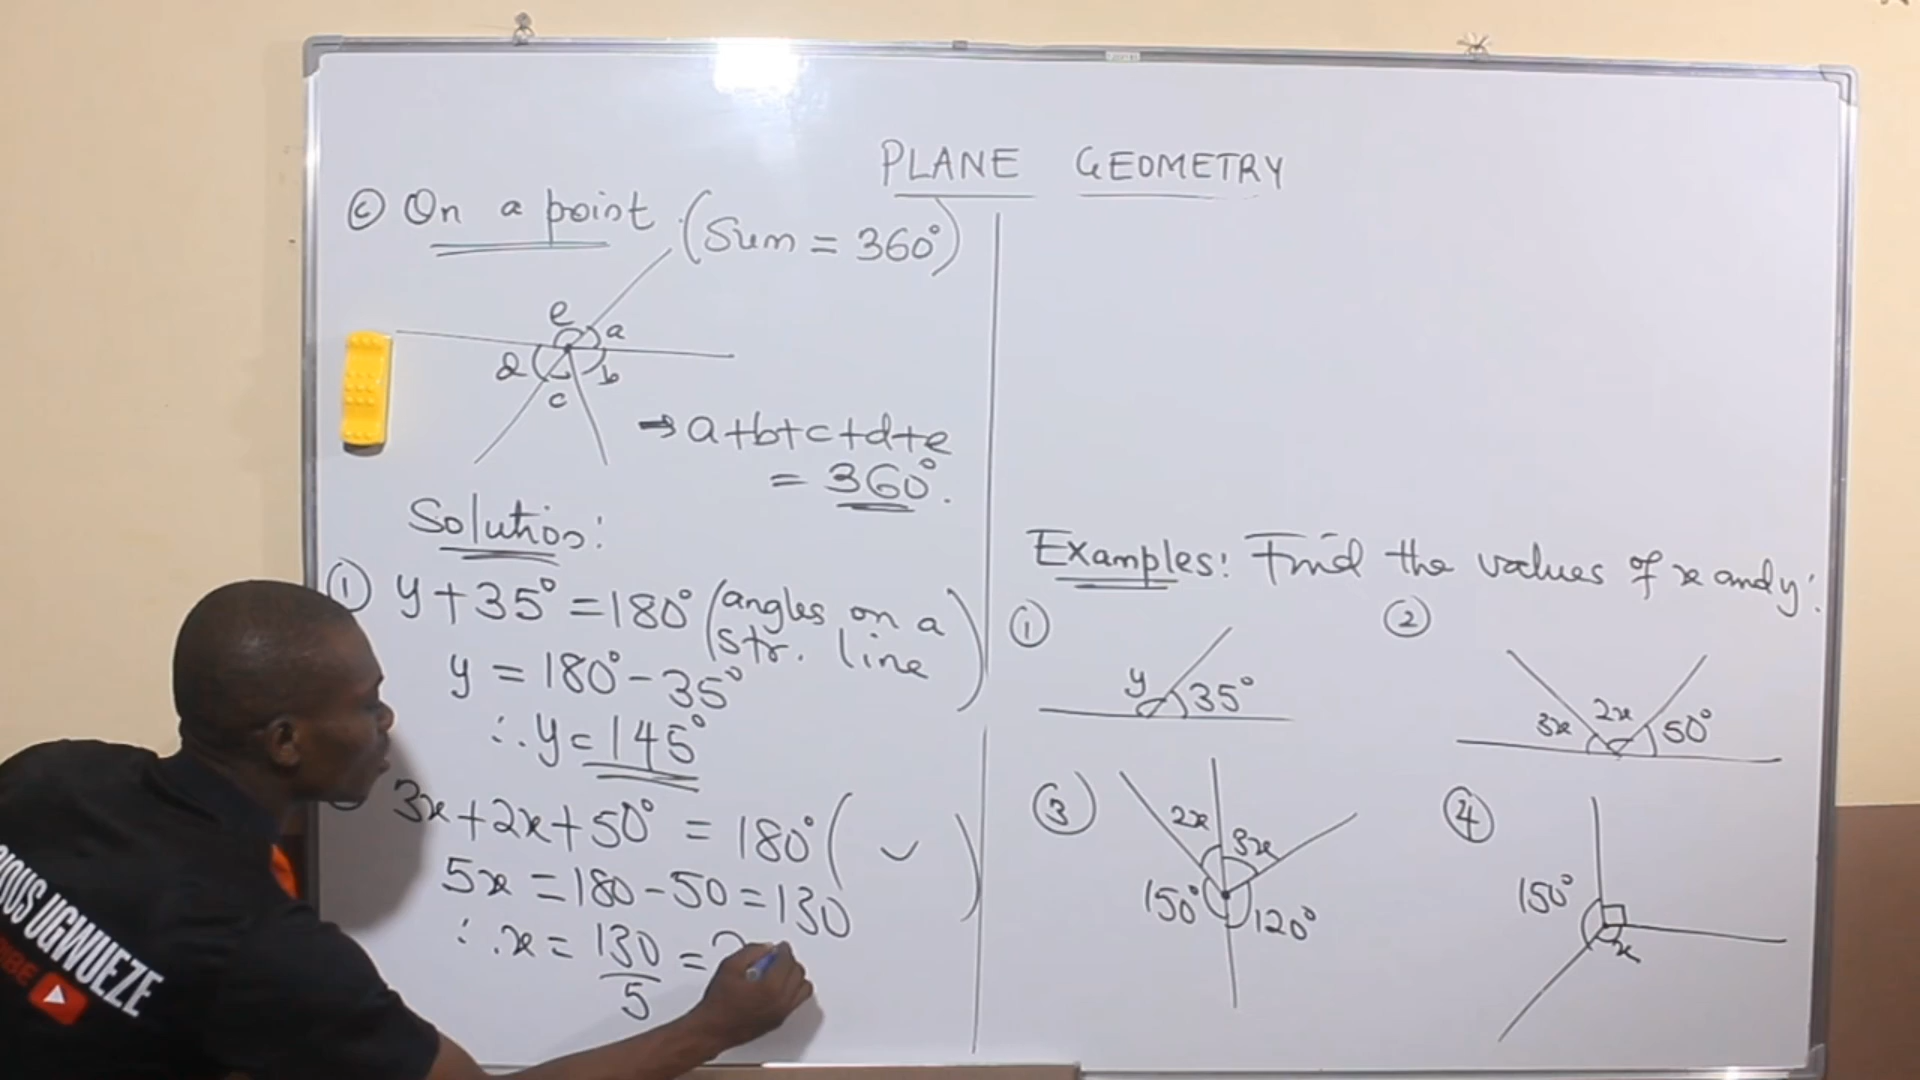 PLANE GEOMETRY
ⓒ On a point (Sum = 360°)
e
a
d
b
c
→ a+b+c+d+e
= 360°.
Solution:
① y + 35° = 180° (angles on a
str. line)
y = 180° - 35°
∴ y = 145°
3x + 2x + 50° = 180° ( ✓ )
5x = 180 - 50 = 130
∴ x = 130/5 = 2
Examples: Find the values of x and y:
①
y 35°
②
3x 2x 50°
③
2x 3x
150° 120°
④
150°
x
UGWUEZE